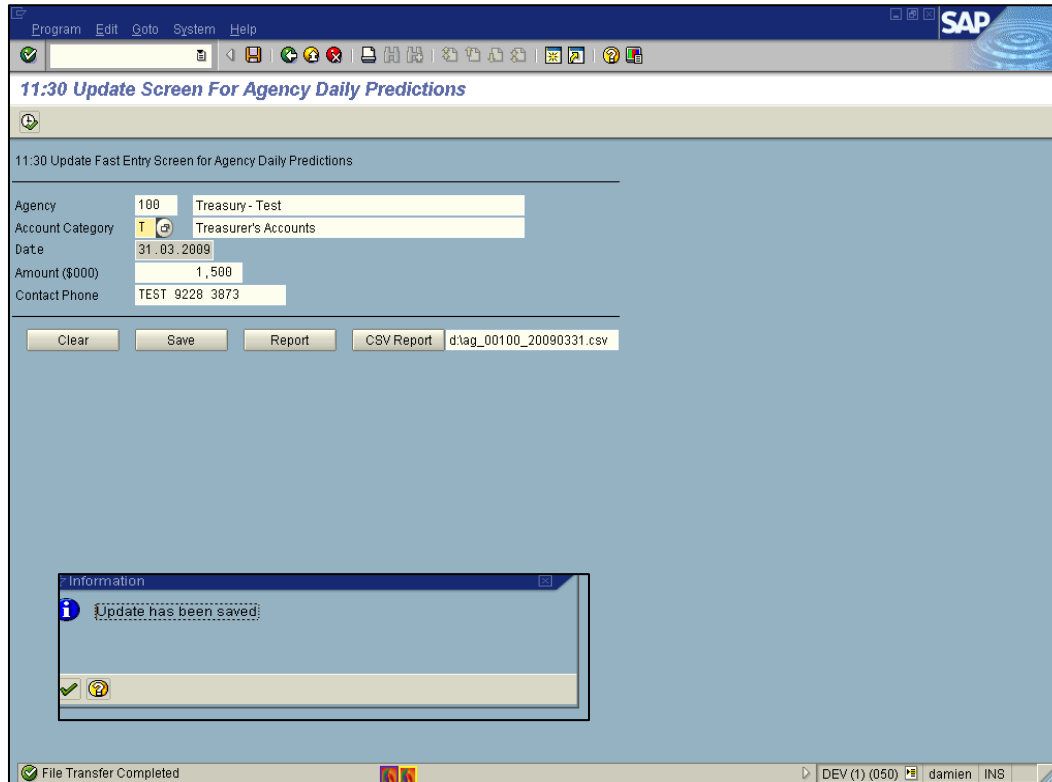 Program Edit Goto System Help
SAP
11:30 Update Screen For Agency Daily Predictions
11:30 Update Fast Entry Screen for Agency Daily Predictions
Agency 100 Treasury - Test
Account Category T Treasurer's Accounts
Date 31.03.2009
Amount ($000) 1,500
Contact Phone TEST 9228 3873
Clear Save Report CSV Report d:\ag_00100_20090331.csv
Information
Update has been saved
File Transfer Completed DEV (1) (050) damien INS